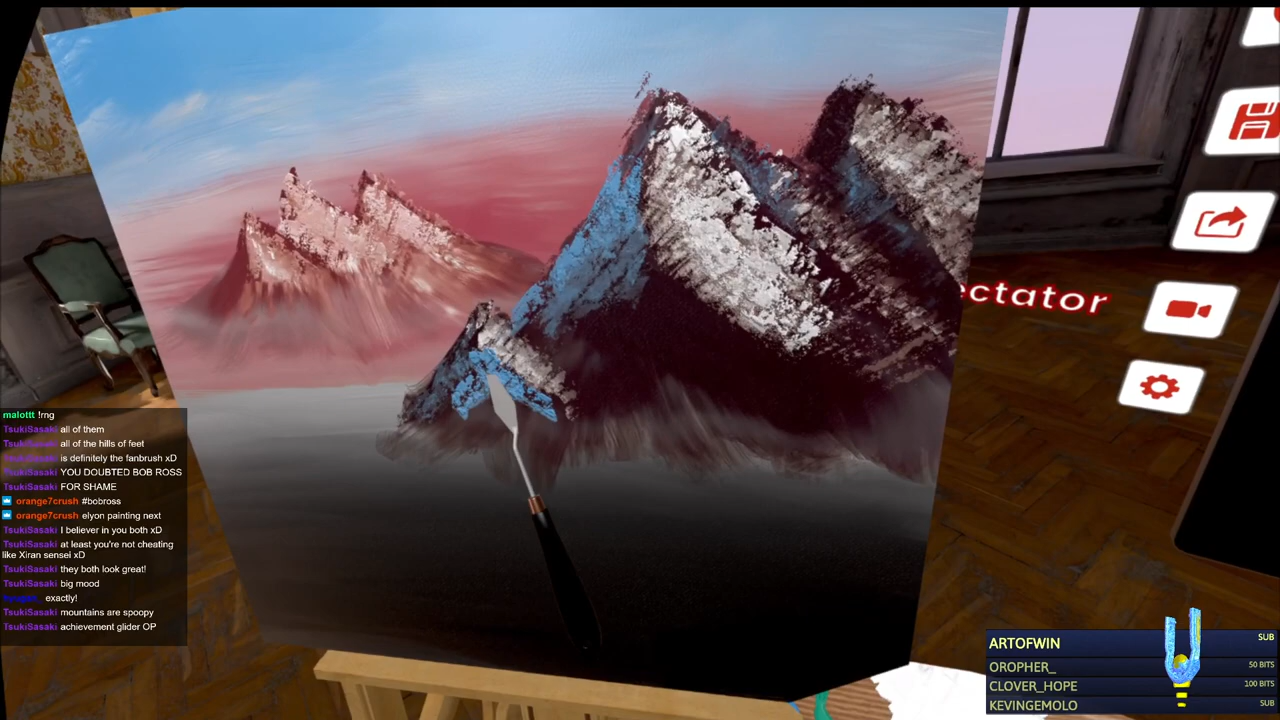 ectator
malottt !rng
TsukiSasaki all of them
TsukiSasaki all of the hills of feet
TsukiSasaki is definitely the fanbrush xD
TsukiSasaki YOU DOUBTED BOB ROSS
TsukiSasaki FOR SHAME
orange7crush #bobross
orange7crush elyon painting next
TsukiSasaki I believer in you both xD
TsukiSasaki at least you're not cheating
like Xiran sensei xD
TsukiSasaki they both look great!
TsukiSasaki big mood
exactly!
TsukiSasaki mountains are spoopy
TsukiSasaki achievement glider OP
ARTOFWIN SUB
OROPHER_ 50 BITS
CLOVER_HOPE 100 BITS
KEVINGEMOLO SUB